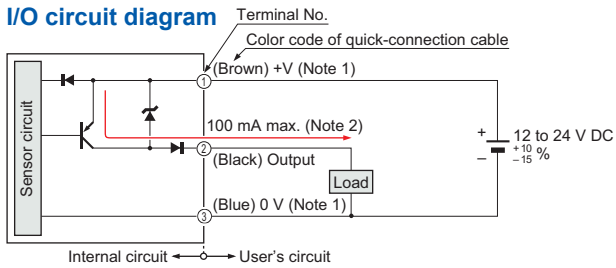 I/O circuit diagram
Terminal No.
Color code of quick-connection cable
1
(Brown) +V (Note 1)
Sensor circuit
100 mA max. (Note 2)
+
12 to 24 V DC
+10
–15 %
–
2
(Black) Output
Load
3
(Blue) 0 V (Note 1)
Internal circuit
User's circuit